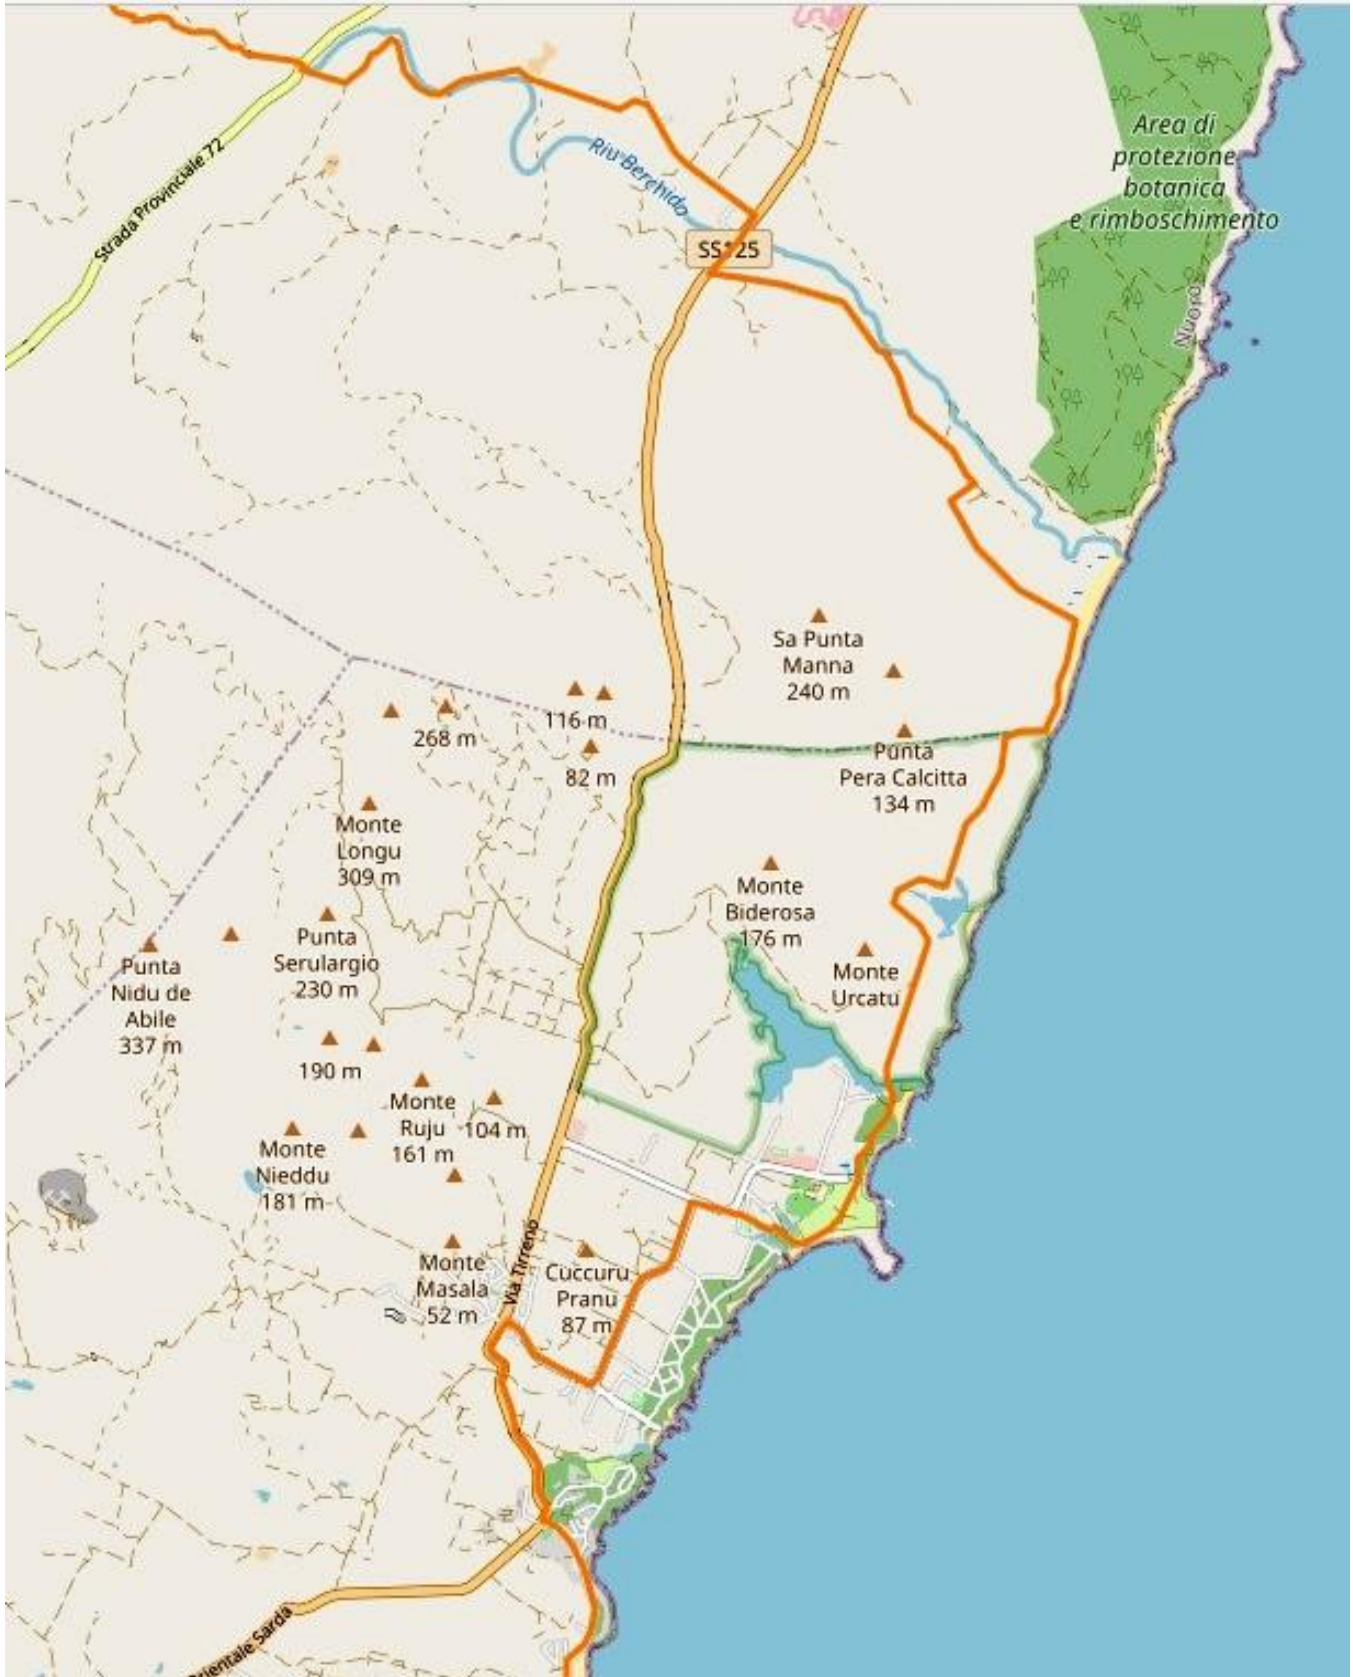 Area di
protezione
botanica
e rimboschimento
Strada Provinciale 72
Riu Berchida
SS125
Nuoro
Sa Punta
Manna
240 m
116 m
268 m
82 m
Punta
Pera Calcitta
134 m
Monte
Longu
309 m
Monte
Biderosa
176 m
Punta
Serulargio
230 m
Punta
Nidu de
Abile
337 m
Monte
Urcatu
190 m
Monte
Ruju
161 m
104 m
Monte
Nieddu
181 m
Via Tirreno
Monte
Masala
52 m
Cuccuru
Pranu
87 m
Orientale Sarda